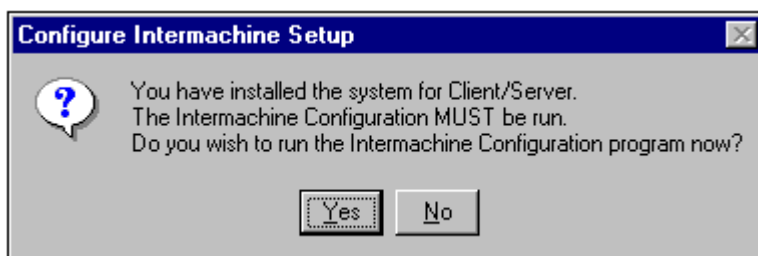 Configure Intermachine Setup
You have installed the system for Client/Server.
The Intermachine Configuration MUST be run.
Do you wish to run the Intermachine Configuration program now?
Yes No